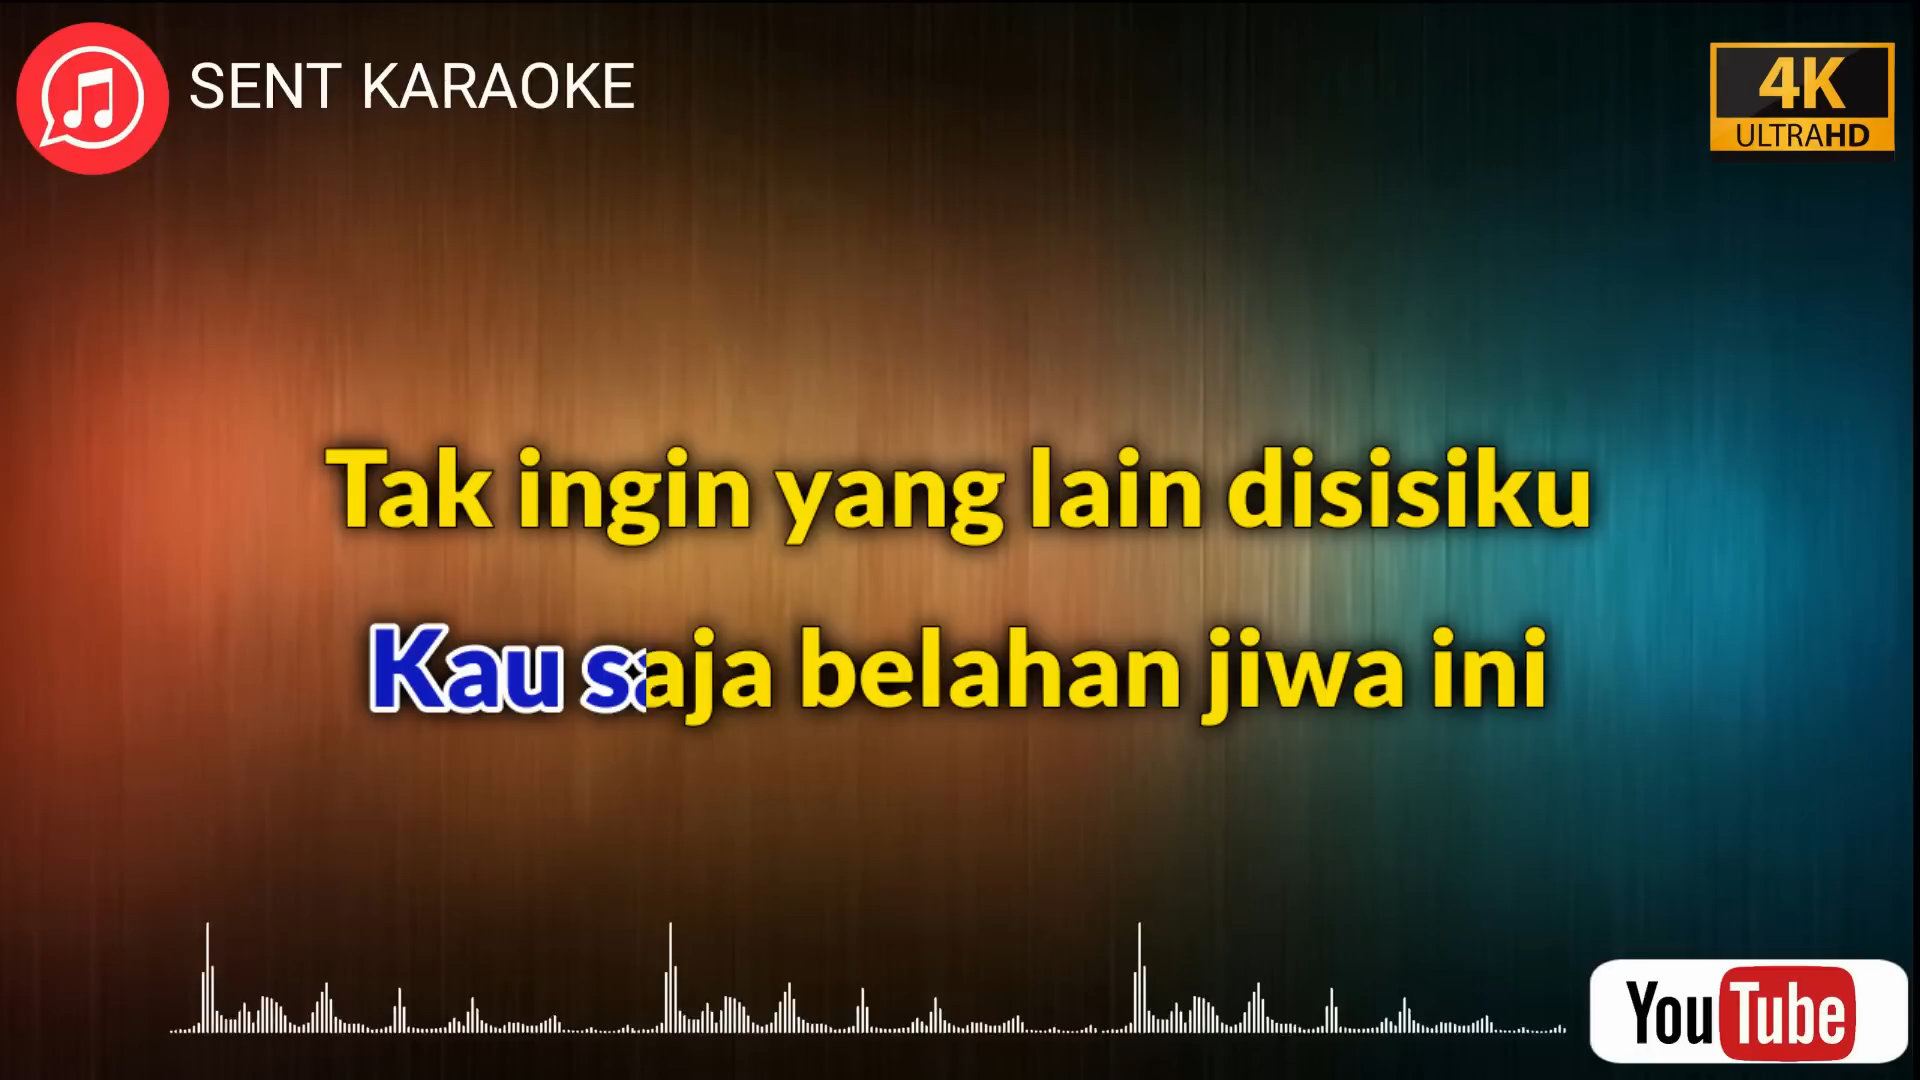 SENT KARAOKE
4K
ULTRAHD
Tak ingin yang lain disisiku
Kau saja belahan jiwa ini
YouTube